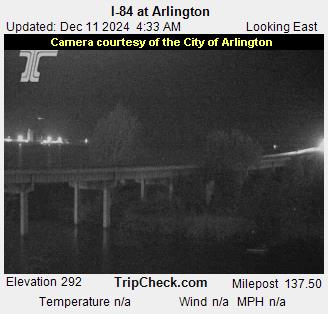 I-84 at Arlington
Updated: Dec 11 2024 4:33 AM Looking East
Camera courtesy of the City of Arlington
Elevation 292 TripCheck.com Milepost 137.50
Temperature n/a Wind n/a MPH n/a